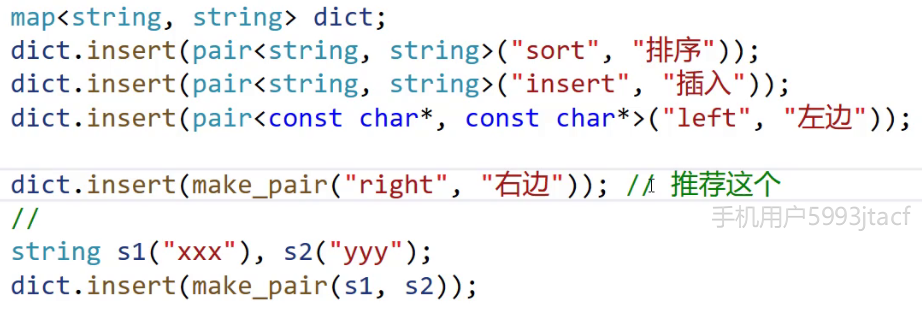 map<string, string> dict;
dict.insert(pair<string, string>("sort", "排序"));
dict.insert(pair<string, string>("insert", "插入"));
dict.insert(pair<const char*, const char*>("left", "左边"));
dict.insert(make_pair("right", "右边")); // 推荐这个
手机用户5993jtacf
//
string s1("xxx"), s2("yyy");
dict.insert(make_pair(s1, s2));